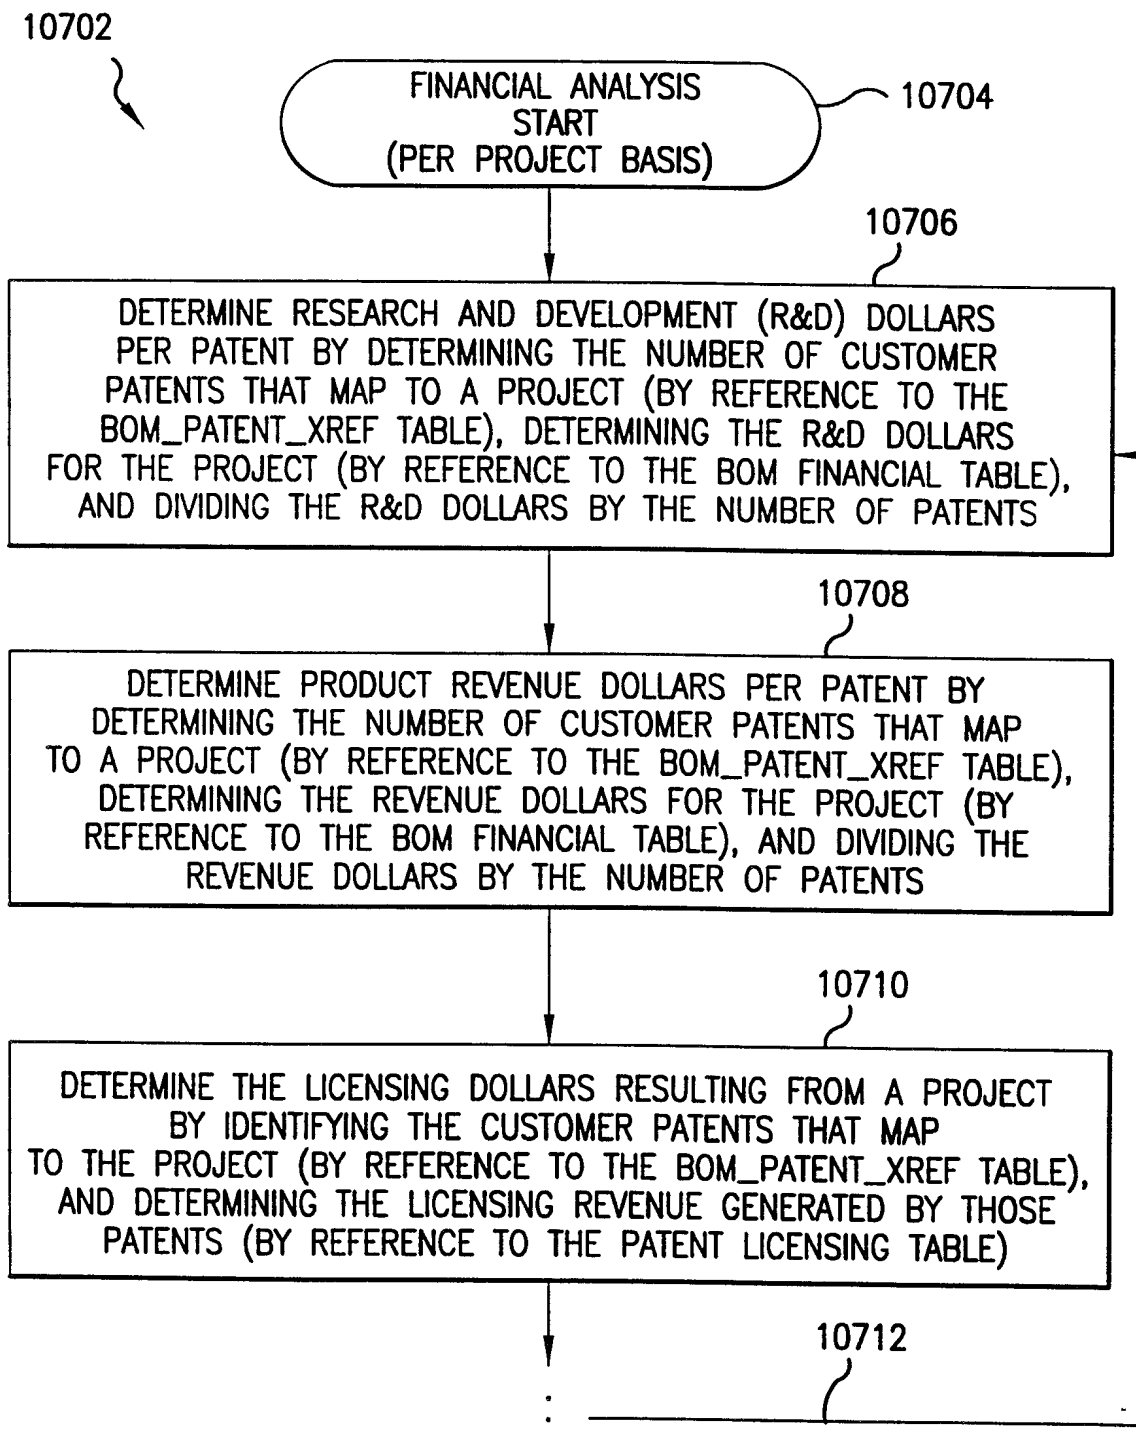 10702
FINANCIAL ANALYSIS
START
(PER PROJECT BASIS)
10704
10706
DETERMINE RESEARCH AND DEVELOPMENT (R&D) DOLLARS
PER PATENT BY DETERMINING THE NUMBER OF CUSTOMER
PATENTS THAT MAP TO A PROJECT (BY REFERENCE TO THE
BOM_PATENT_XREF TABLE), DETERMINING THE R&D DOLLARS
FOR THE PROJECT (BY REFERENCE TO THE BOM FINANCIAL TABLE),
AND DIVIDING THE R&D DOLLARS BY THE NUMBER OF PATENTS
10708
DETERMINE PRODUCT REVENUE DOLLARS PER PATENT BY
DETERMINING THE NUMBER OF CUSTOMER PATENTS THAT MAP
TO A PROJECT (BY REFERENCE TO THE BOM_PATENT_XREF TABLE),
DETERMINING THE REVENUE DOLLARS FOR THE PROJECT (BY
REFERENCE TO THE BOM FINANCIAL TABLE), AND DIVIDING THE
REVENUE DOLLARS BY THE NUMBER OF PATENTS
10710
DETERMINE THE LICENSING DOLLARS RESULTING FROM A PROJECT
BY IDENTIFYING THE CUSTOMER PATENTS THAT MAP
TO THE PROJECT (BY REFERENCE TO THE BOM_PATENT_XREF TABLE),
AND DETERMINING THE LICENSING REVENUE GENERATED BY THOSE
PATENTS (BY REFERENCE TO THE PATENT LICENSING TABLE)
10712